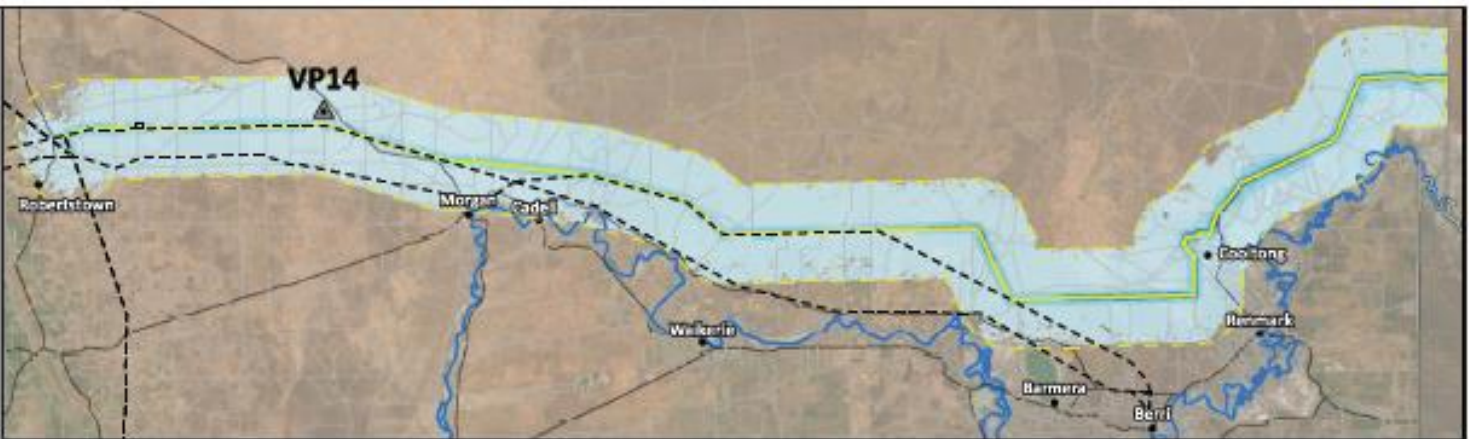 VP14
Robertstown
Morgan
Cadell
Cooltong
Waikerie
Renmark
Barmera
Berri